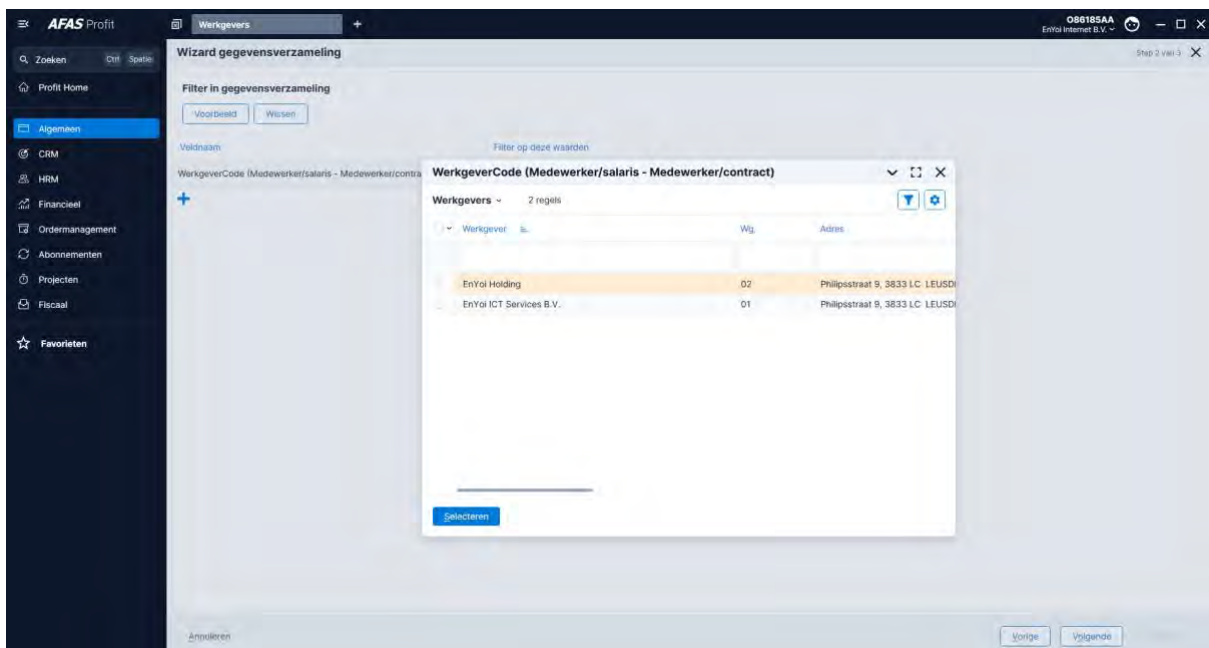 AFAS Profit
Werkgevers
+
086185AA
EnYoi Internet B.V.
Zoeken Ctrl Spatie
Wizard gegevensverzameling
Step 2 van 3
Profit Home
Filter in gegevensverzameling
Voorbeeld Wissen
Algemeen
Veldnaam Filter op deze waarden
CRM
WerkgeverCode (Medewerker/salaris - Medewerker/contra
WerkgeverCode (Medewerker/salaris - Medewerker/contract)
HRM
Werkgevers 2 regels
Financieel
Werkgever Wg. Adres
Ordermanagement
Abonnementen
Projecten
EnYoi Holding 02 Philipsstraat 9, 3833 LC LEUSD
Fiscaal
EnYoi ICT Services B.V. 01 Philipsstraat 9, 3833 LC LEUSD
Favorieten
Selecteren
Annuleren
Vorige Volgende